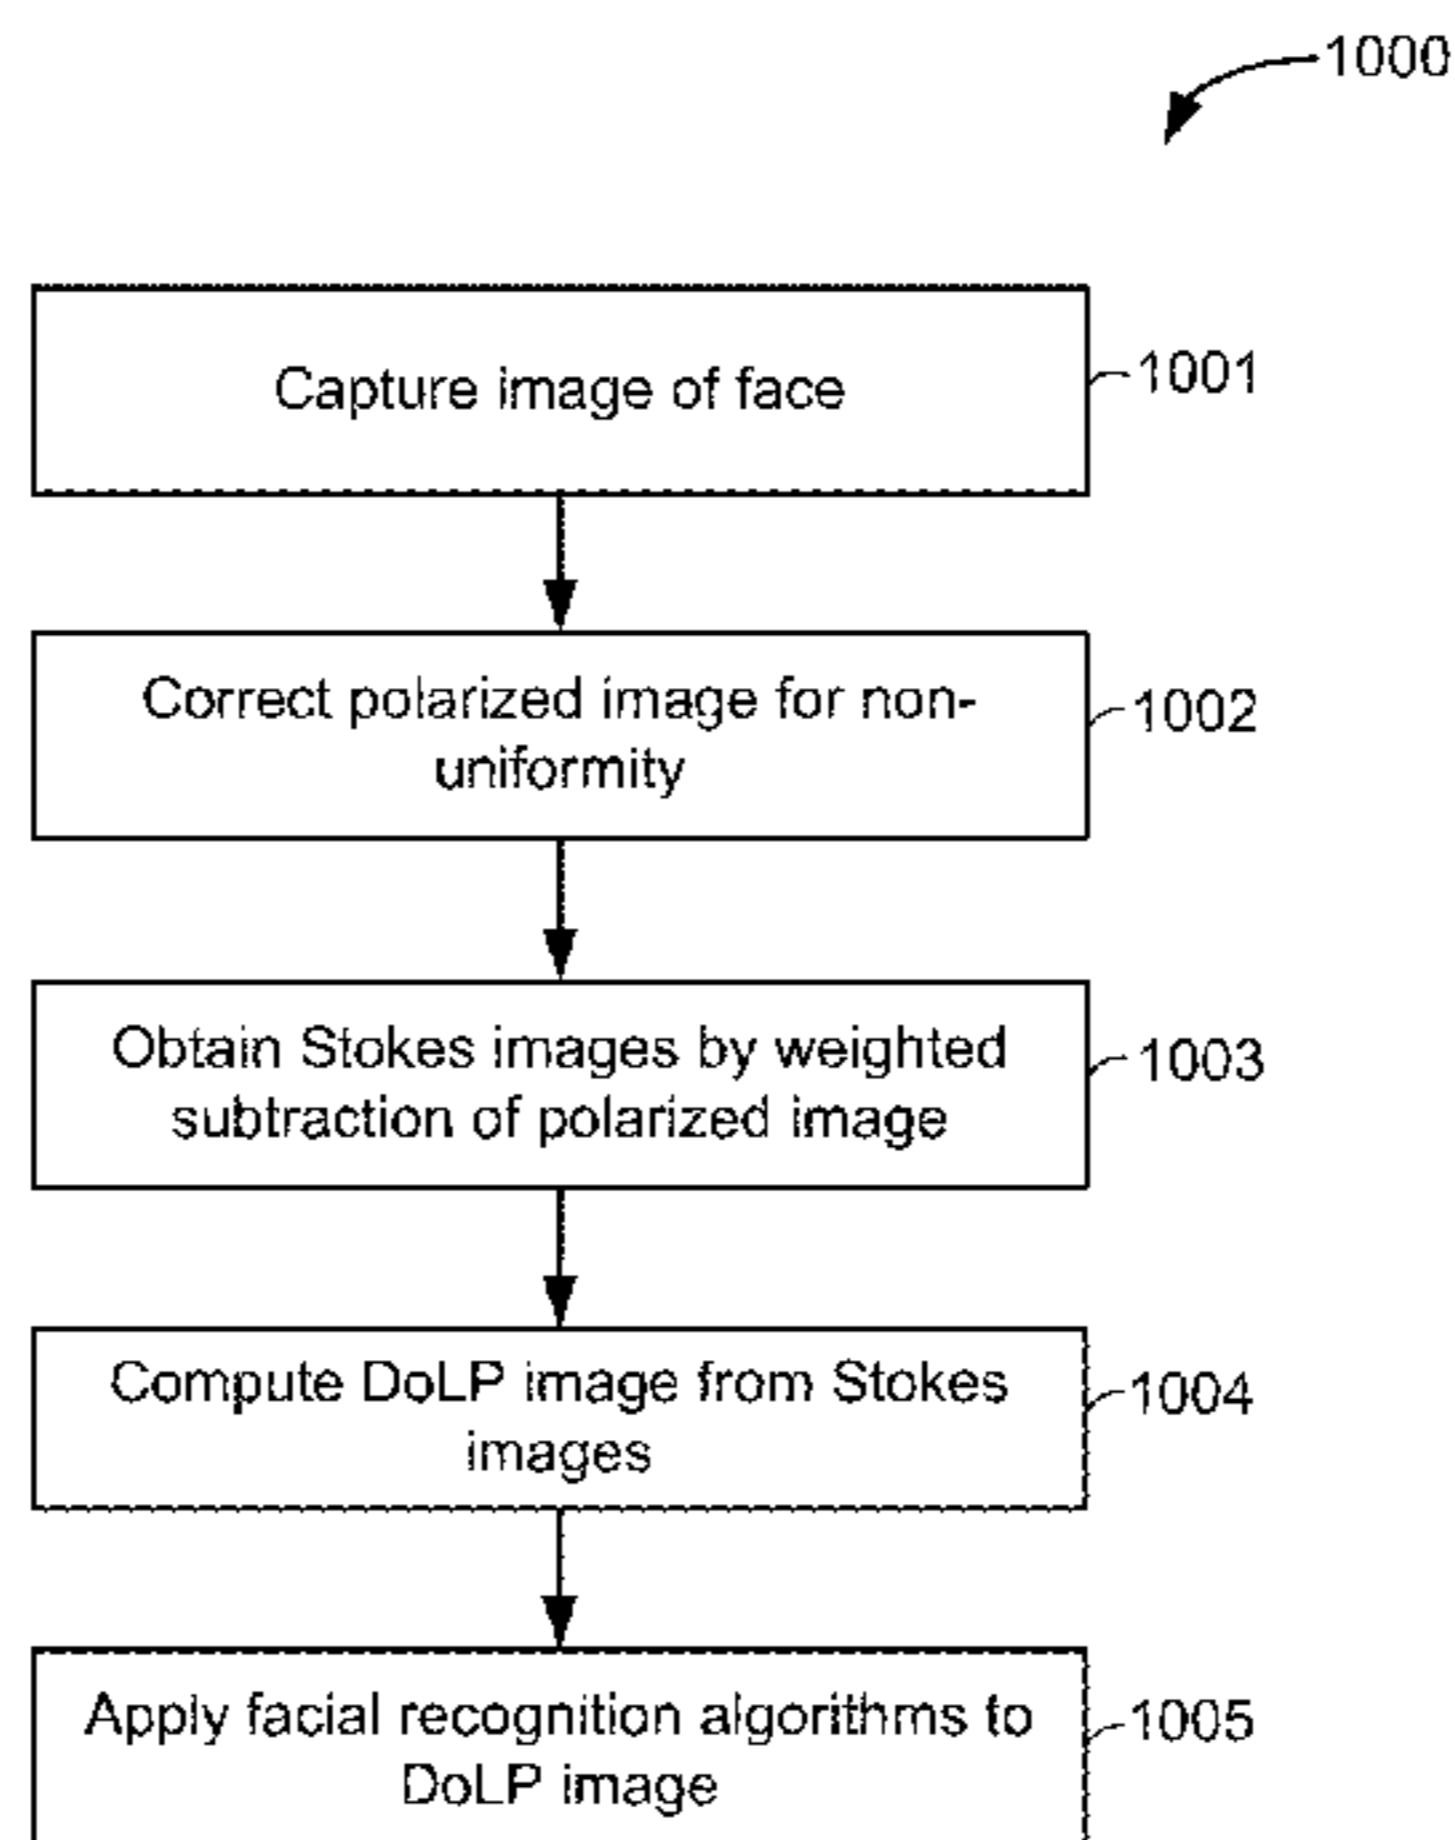 1000
Capture image of face
1001
Correct polarized image for non-
uniformity
1002
Obtain Stokes images by weighted
subtraction of polarized image
1003
Compute DoLP image from Stokes
images
1004
Apply facial recognition algorithms to
DoLP image
1005